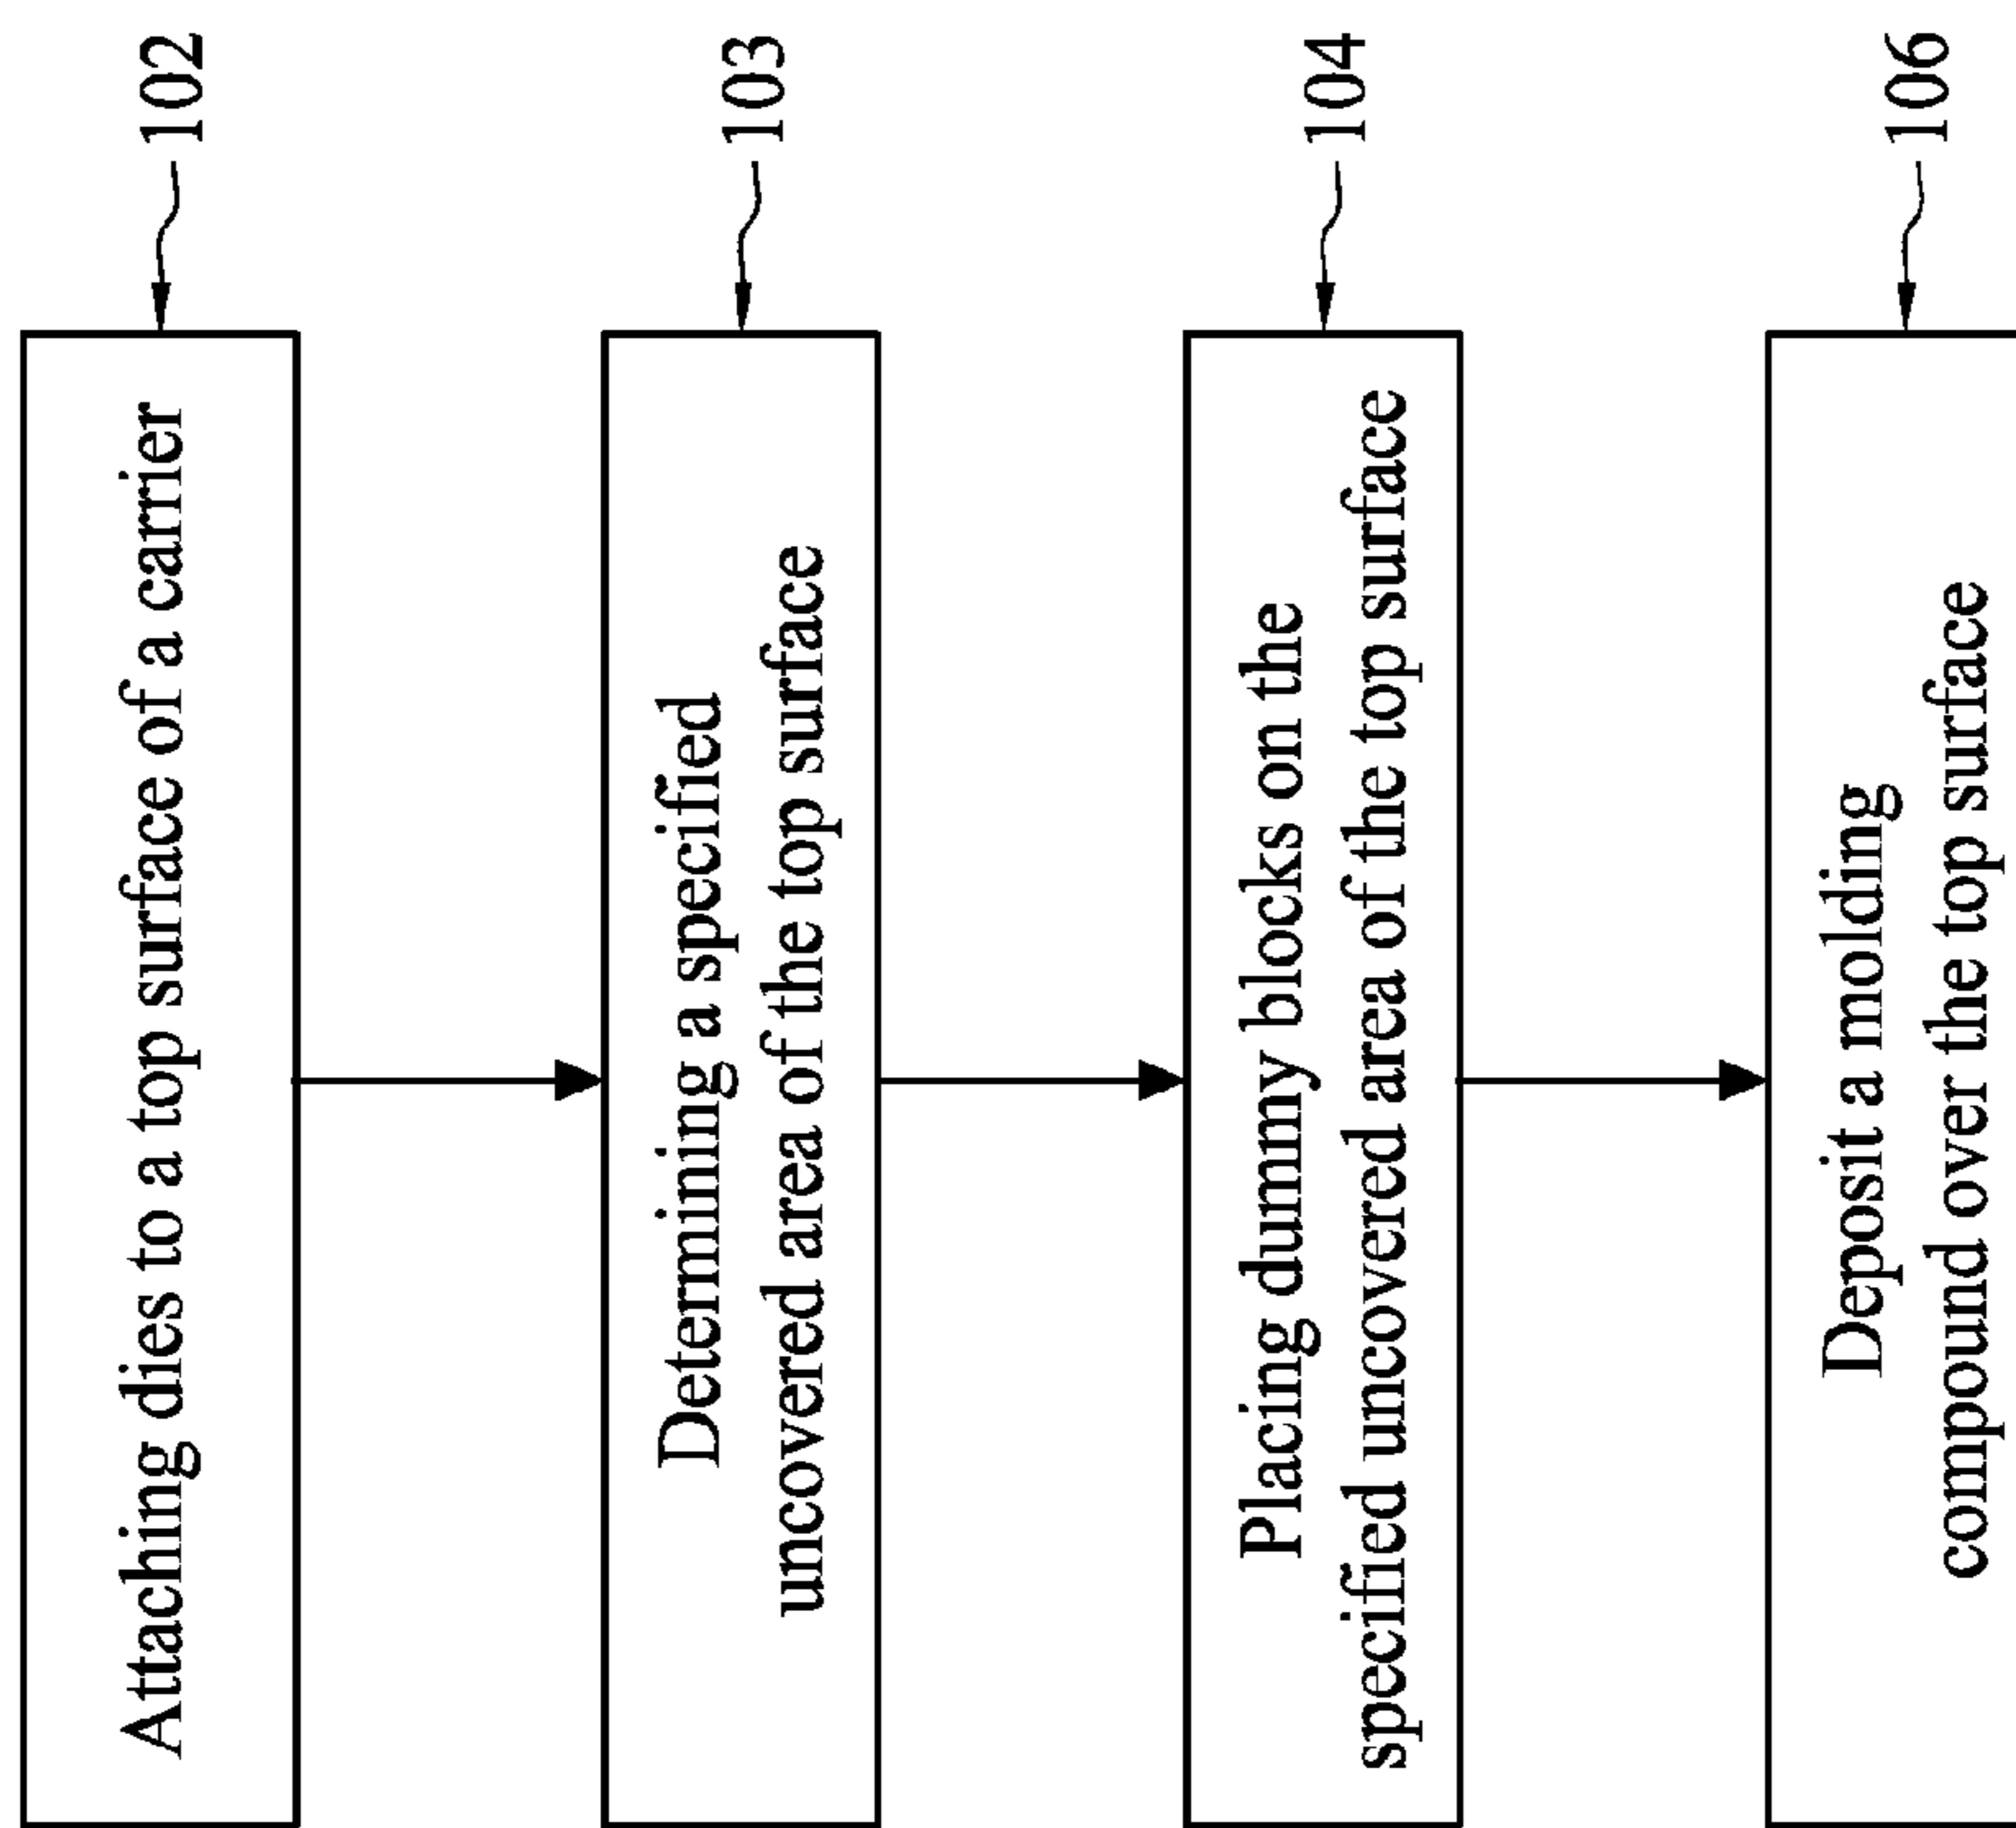 Attaching dies to a top surface of a carrier
102
Determining a specified
uncovered area of the top surface
103
Placing dummy blocks on the
specified uncovered area of the top surface
104
Deposit a molding
compound over the top surface
106